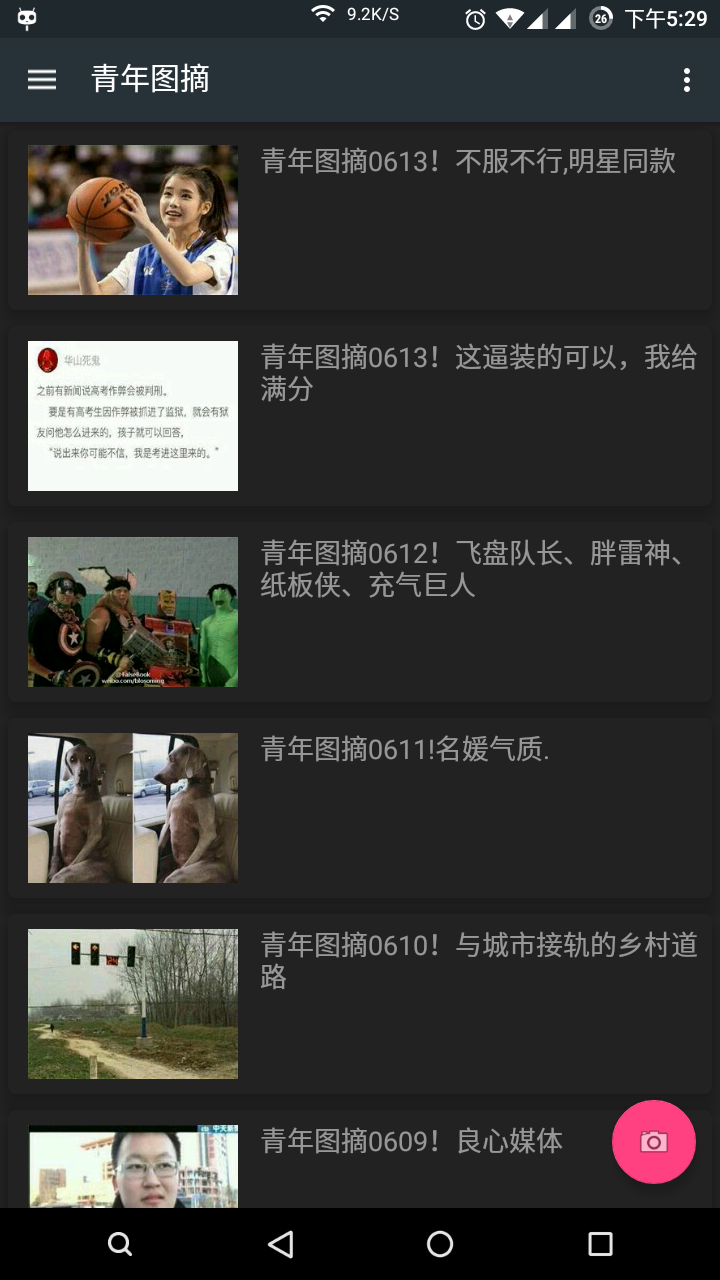 9.2K/S
26
下午5:29
青年图摘
青年图摘0613！不服不行,明星同款
华山死鬼
之前有新闻说高考作弊会被判刑。
要是有高考生因作弊被抓进了监狱，就会有狱
友问他怎么进来的，孩子就可以回答，
“说出来你可能不信，我是考进这里来的。”
青年图摘0613！这逼装的可以，我给
满分
青年图摘0612！飞盘队长、胖雷神、
纸板侠、充气巨人
weibo.com/blosoming
青年图摘0611!名媛气质.
青年图摘0610！与城市接轨的乡村道
路
青年图摘0609！良心媒体